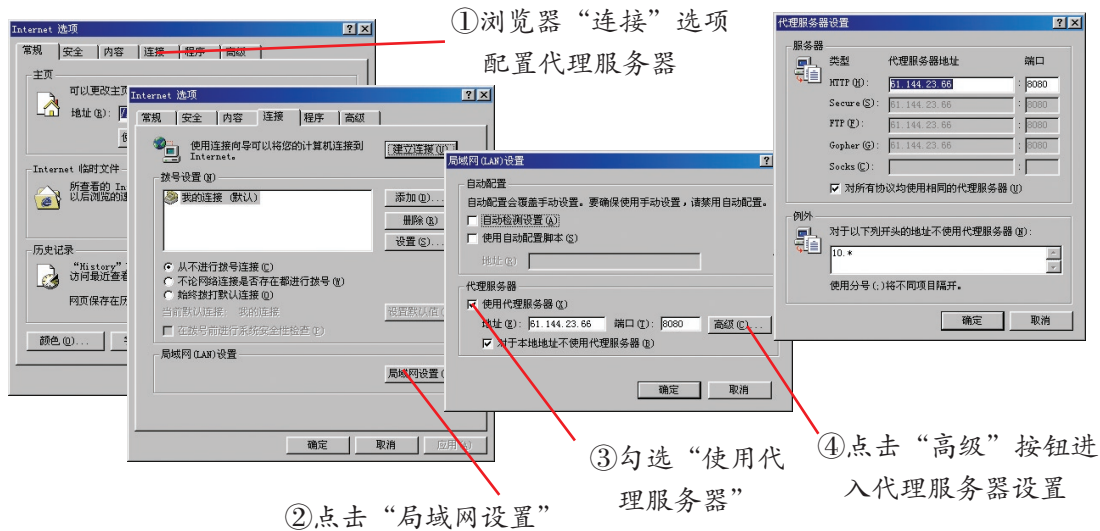 Internet 选项
常规 安全 内容 连接 程序 高级
主页
可以更改主页
地址(R):
Internet 临时文件
所查看的 In
以后浏览的速
历史记录
“History”
访问最近查看
网页保存在历
颜色(O)...
①浏览器“连接”选项
配置代理服务器
Internet 选项
常规 安全 内容 连接 程序 高级
使用连接向导可以将您的计算机连接到
Internet。
建立连接(U)
拨号设置(N)
我的连接 (默认)
添加(D)...
删除(R)
设置(S)...
从不进行拨号连接(C)
不论网络连接是否存在都进行拨号(W)
始终拨打默认连接(O)
当前默认连接: 我的连接
设置默认值(
在拨号前进行系统安全性检查(P)
局域网(LAN)设置
局域网设置(
确定 取消 应用(A)
②点击“局域网设置”
局域网(LAN)设置
自动配置
自动配置会覆盖手动设置。要确保使用手动设置，请禁用自动配置。
自动检测设置(A)
使用自动配置脚本(S)
地址(R)
代理服务器
使用代理服务器(X)
地址(E): 61.144.23.66 端口(T): 8080 高级(C)...
对于本地地址不使用代理服务器(B)
确定 取消
③勾选“使用代
理服务器”
代理服务器设置
服务器
类型 代理服务器地址 端口
HTTP(H): 61.144.23.66 : 8080
Secure(S): 61.144.23.66 : 8080
FTP(F): 61.144.23.66 : 8080
Gopher(G): 61.144.23.66 : 8080
Socks(C): :
对所有协议均使用相同的代理服务器(U)
例外
对于以下列开头的地址不使用代理服务器(N):
10.*
使用分号(;)将不同项目隔开。
确定 取消
④点击“高级”按钮进
入代理服务器设置